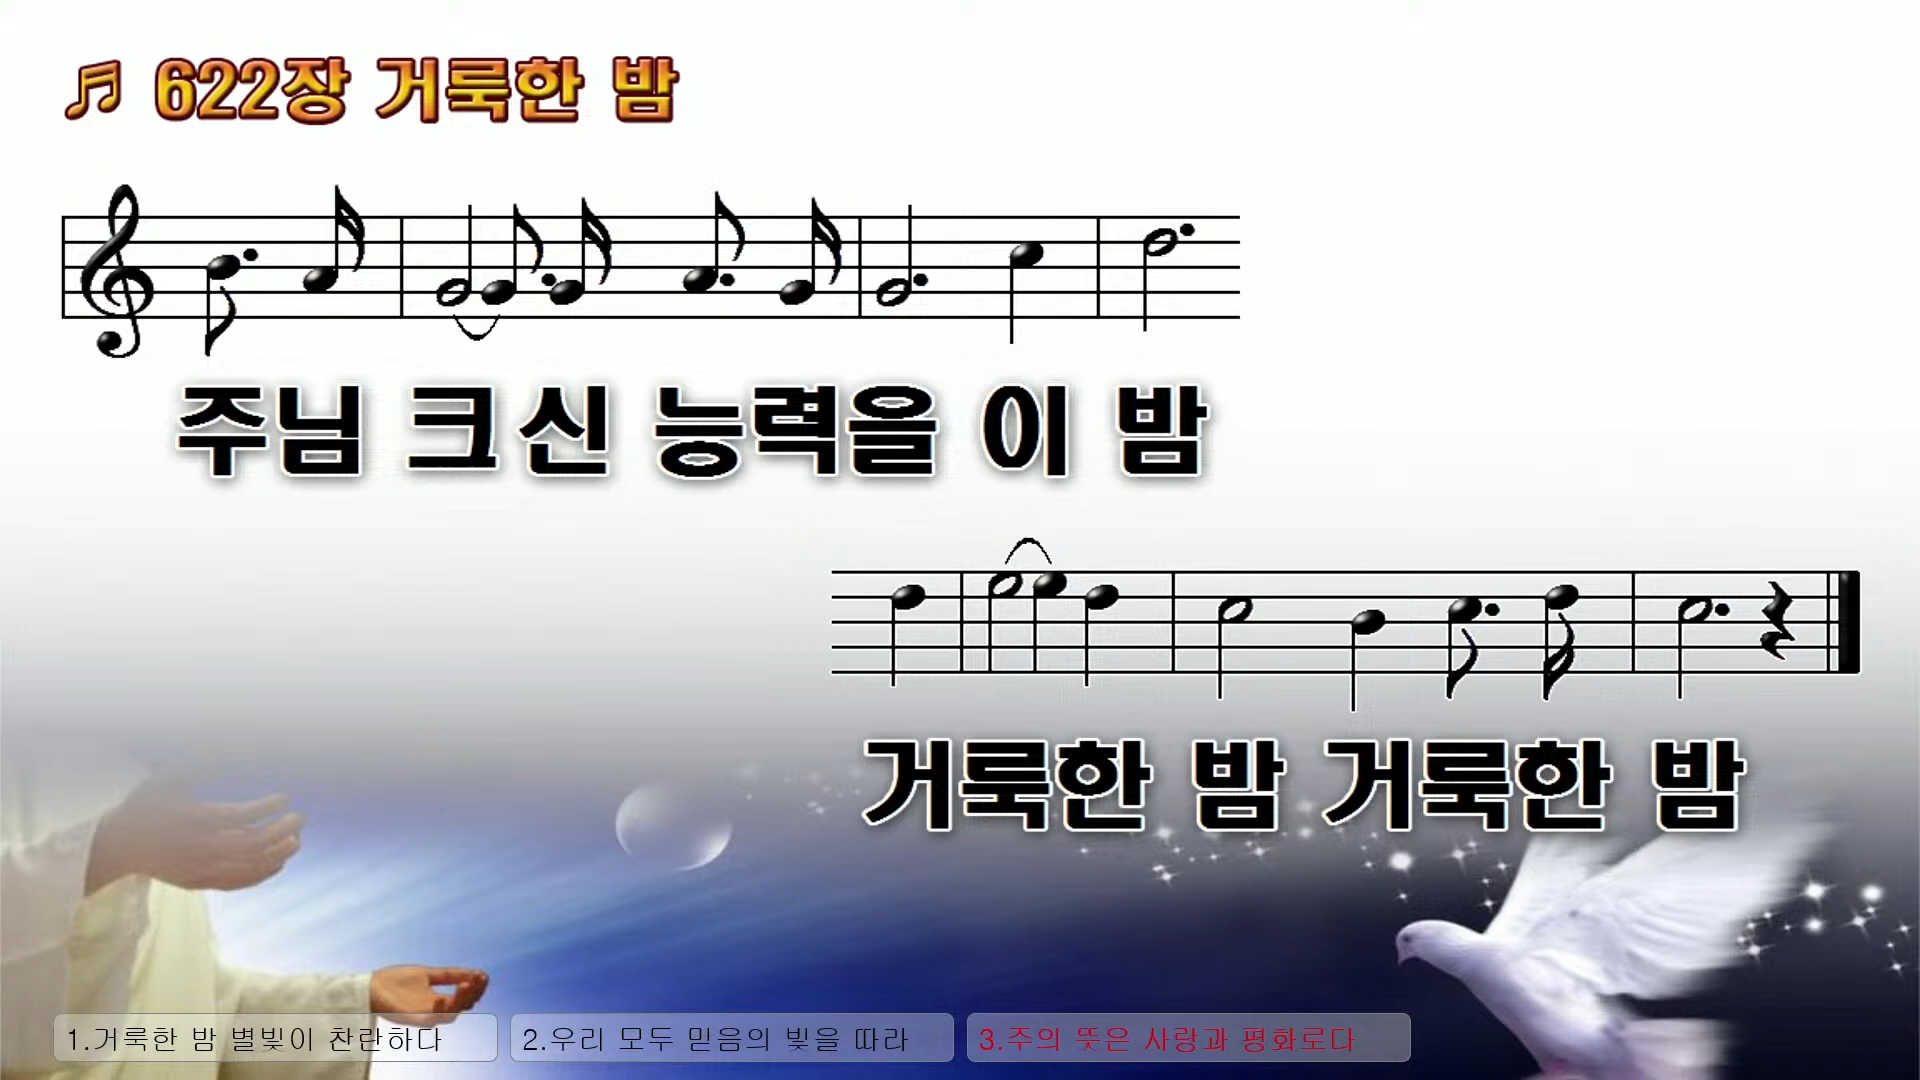 622장 거룩한 밤
주님 크신 능력을 이 밤
거룩한 밤 거룩한 밤
1.거룩한 밤 별빛이 찬란하다
2.우리 모두 믿음의 빛을 따라
3.주의 뜻은 사랑과 평화로다